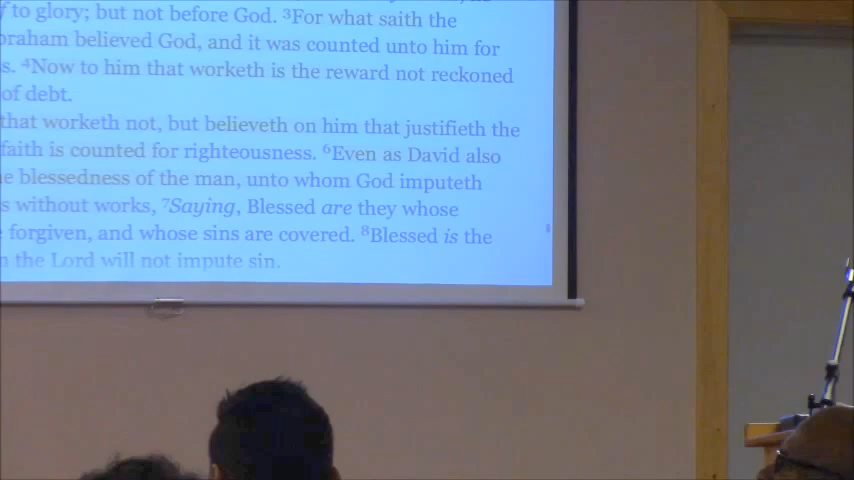 to glory; but not before God. ³For what saith the
braham believed God, and it was counted unto him for
s. ⁴Now to him that worketh is the reward not reckoned
of debt.
that worketh not, but believeth on him that justifieth the
faith is counted for righteousness. ⁶Even as David also
e blessedness of the man, unto whom God imputeth
s without works, ⁷Saying, Blessed are they whose
forgiven, and whose sins are covered. ⁸Blessed is the
the Lord will not impute sin.